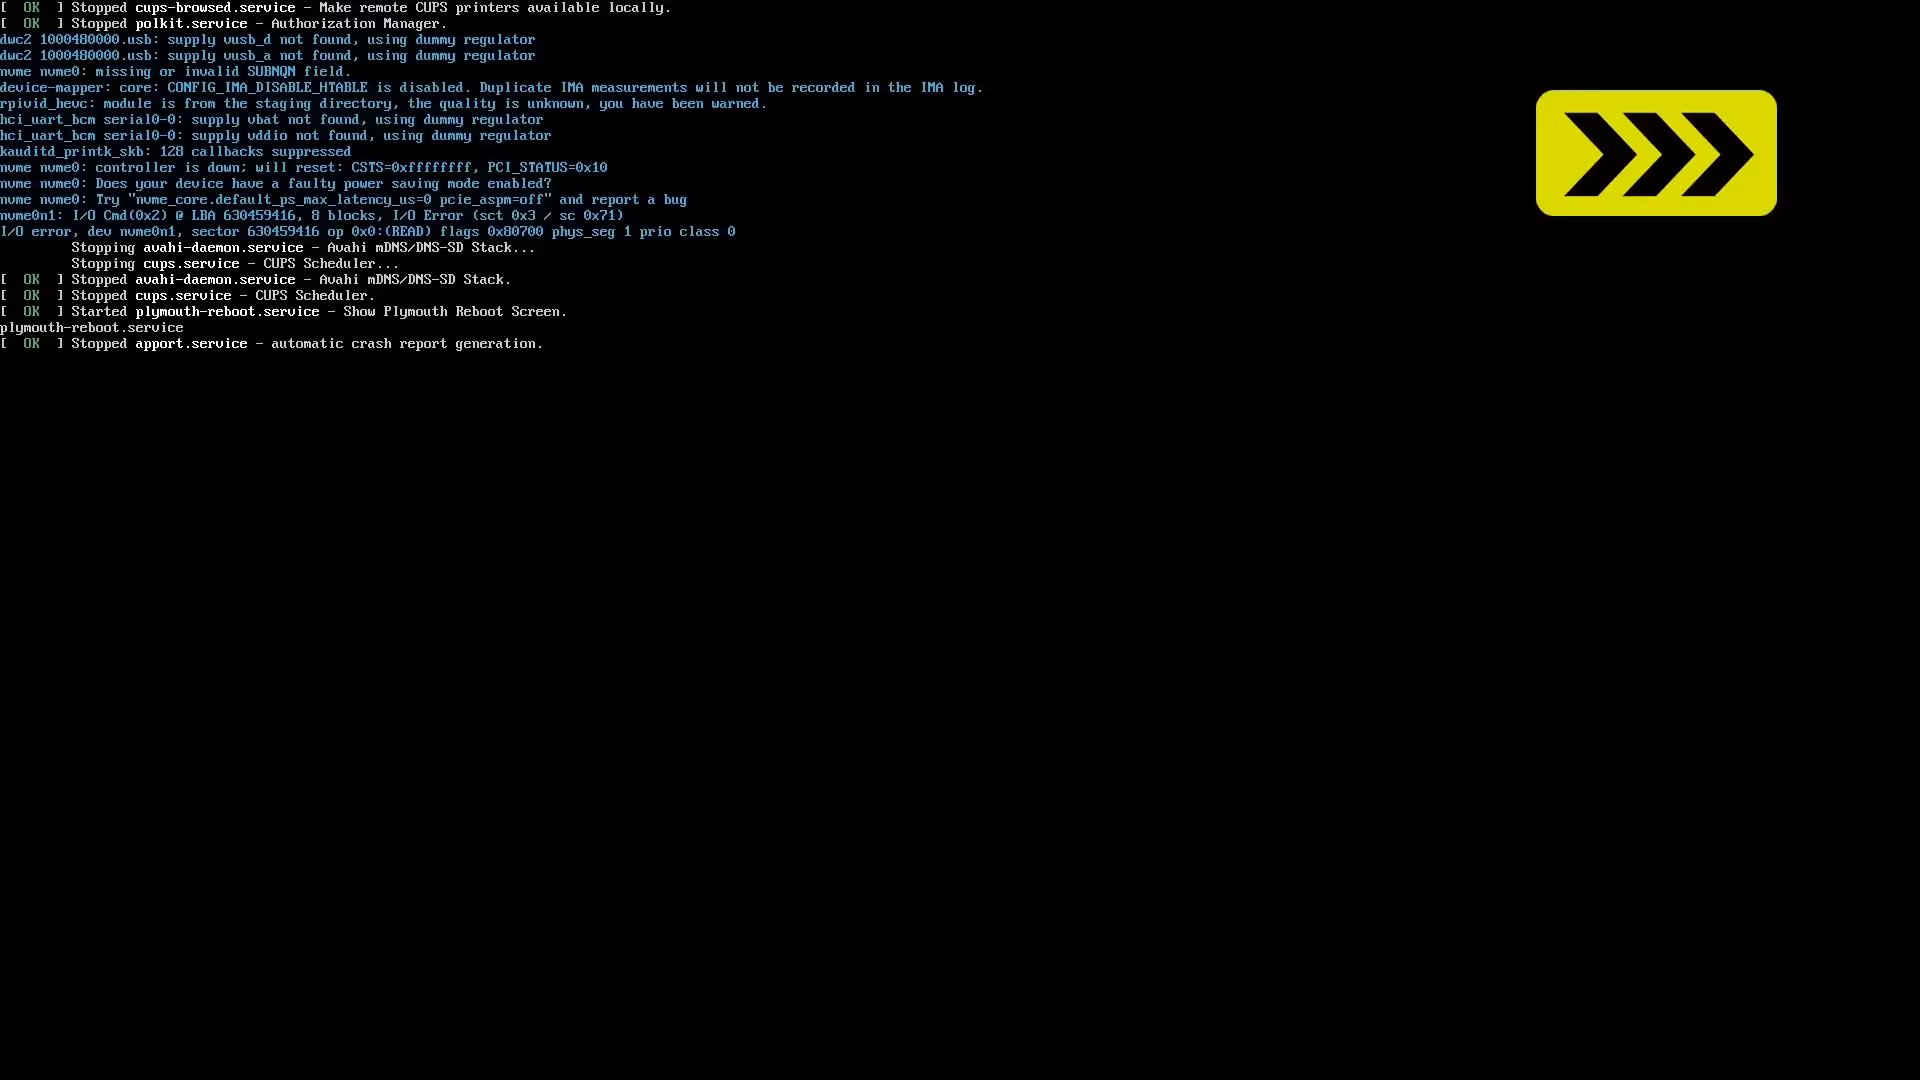 [  OK  ] Stopped cups-browsed.service - Make remote CUPS printers available locally.
[  OK  ] Stopped polkit.service - Authorization Manager.
dwc2 1000480000.usb: supply vusb_d not found, using dummy regulator
dwc2 1000480000.usb: supply vusb_a not found, using dummy regulator
nvme nvme0: missing or invalid SUBNQN field.
device-mapper: core: CONFIG_IMA_DISABLE_HTABLE is disabled. Duplicate IMA measurements will not be recorded in the IMA log.
rpivid_hevc: module is from the staging directory, the quality is unknown, you have been warned.
hci_uart_bcm serial0-0: supply vbat not found, using dummy regulator
hci_uart_bcm serial0-0: supply vddio not found, using dummy regulator
kauditd_printk_skb: 128 callbacks suppressed
nvme nvme0: controller is down; will reset: CSTS=0xffffffff, PCI_STATUS=0x10
nvme nvme0: Does your device have a faulty power saving mode enabled?
nvme nvme0: Try "nvme_core.default_ps_max_latency_us=0 pcie_aspm=off" and report a bug
nvme0n1: I/O Cmd(0x2) @ LBA 630459416, 8 blocks, I/O Error (sct 0x3 / sc 0x71)
I/O error, dev nvme0n1, sector 630459416 op 0x0:(READ) flags 0x80700 phys_seg 1 prio class 0
         Stopping avahi-daemon.service - Avahi mDNS/DNS-SD Stack...
         Stopping cups.service - CUPS Scheduler...
[  OK  ] Stopped avahi-daemon.service - Avahi mDNS/DNS-SD Stack.
[  OK  ] Stopped cups.service - CUPS Scheduler.
[  OK  ] Started plymouth-reboot.service - Show Plymouth Reboot Screen.
plymouth-reboot.service
[  OK  ] Stopped apport.service - automatic crash report generation.